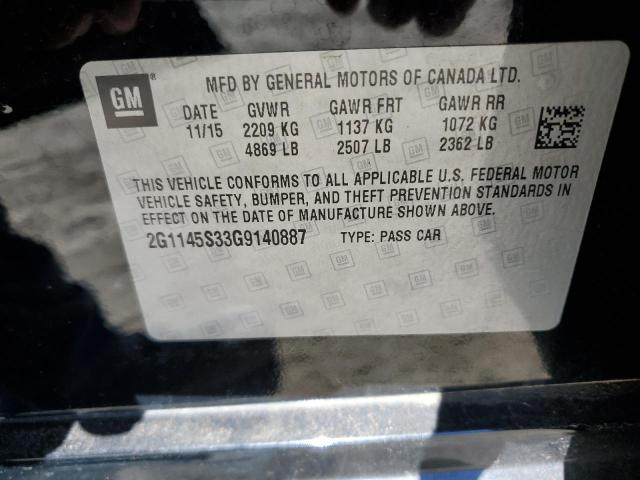 GM
MFD BY GENERAL MOTORS OF CANADA LTD.
DATE GVWR GAWR FRT GAWR RR
11/15 2209 KG 1137 KG 1072 KG
4869 LB 2507 LB 2362 LB
THIS VEHICLE CONFORMS TO ALL APPLICABLE U.S. FEDERAL MOTOR
VEHICLE SAFETY, BUMPER, AND THEFT PREVENTION STANDARDS IN
EFFECT ON THE DATE OF MANUFACTURE SHOWN ABOVE.
2G1145S33G9140887 TYPE: PASS CAR